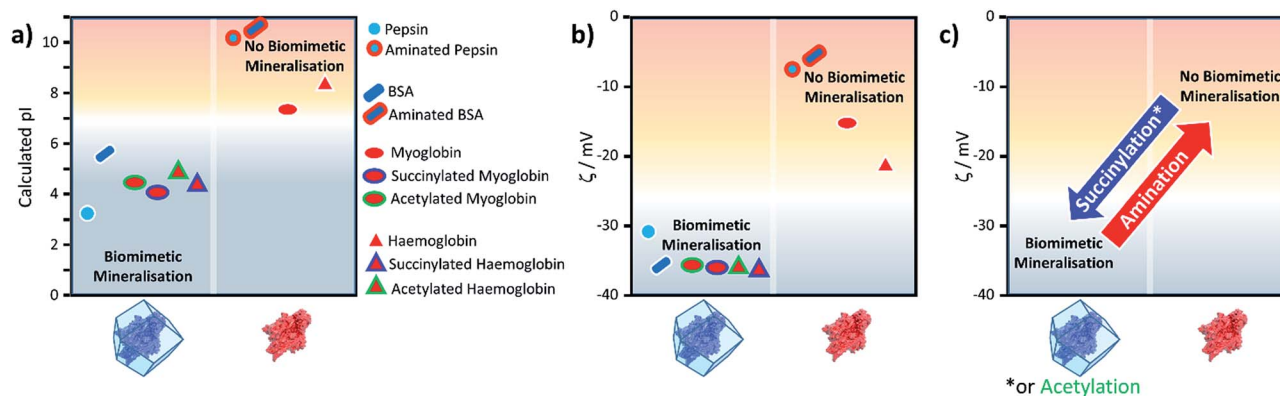 a)
Calculated pI
11
10
8
6
4
2
0
No Biomimetic
Mineralisation
Biomimetic
Mineralisation
Pepsin
Aminated Pepsin
BSA
Aminated BSA
Myoglobin
Succinylated Myoglobin
Acetylated Myoglobin
Haemoglobin
Succinylated Haemoglobin
Acetylated Haemoglobin
b)
ζ / mV
-0
-10
-20
-30
-40
No Biomimetic
Mineralisation
Biomimetic
Mineralisation
c)
ζ / mV
0
-10
-20
-30
-40
No Biomimetic
Mineralisation
Succinylation*
Amination
Biomimetic
Mineralisation
*or Acetylation